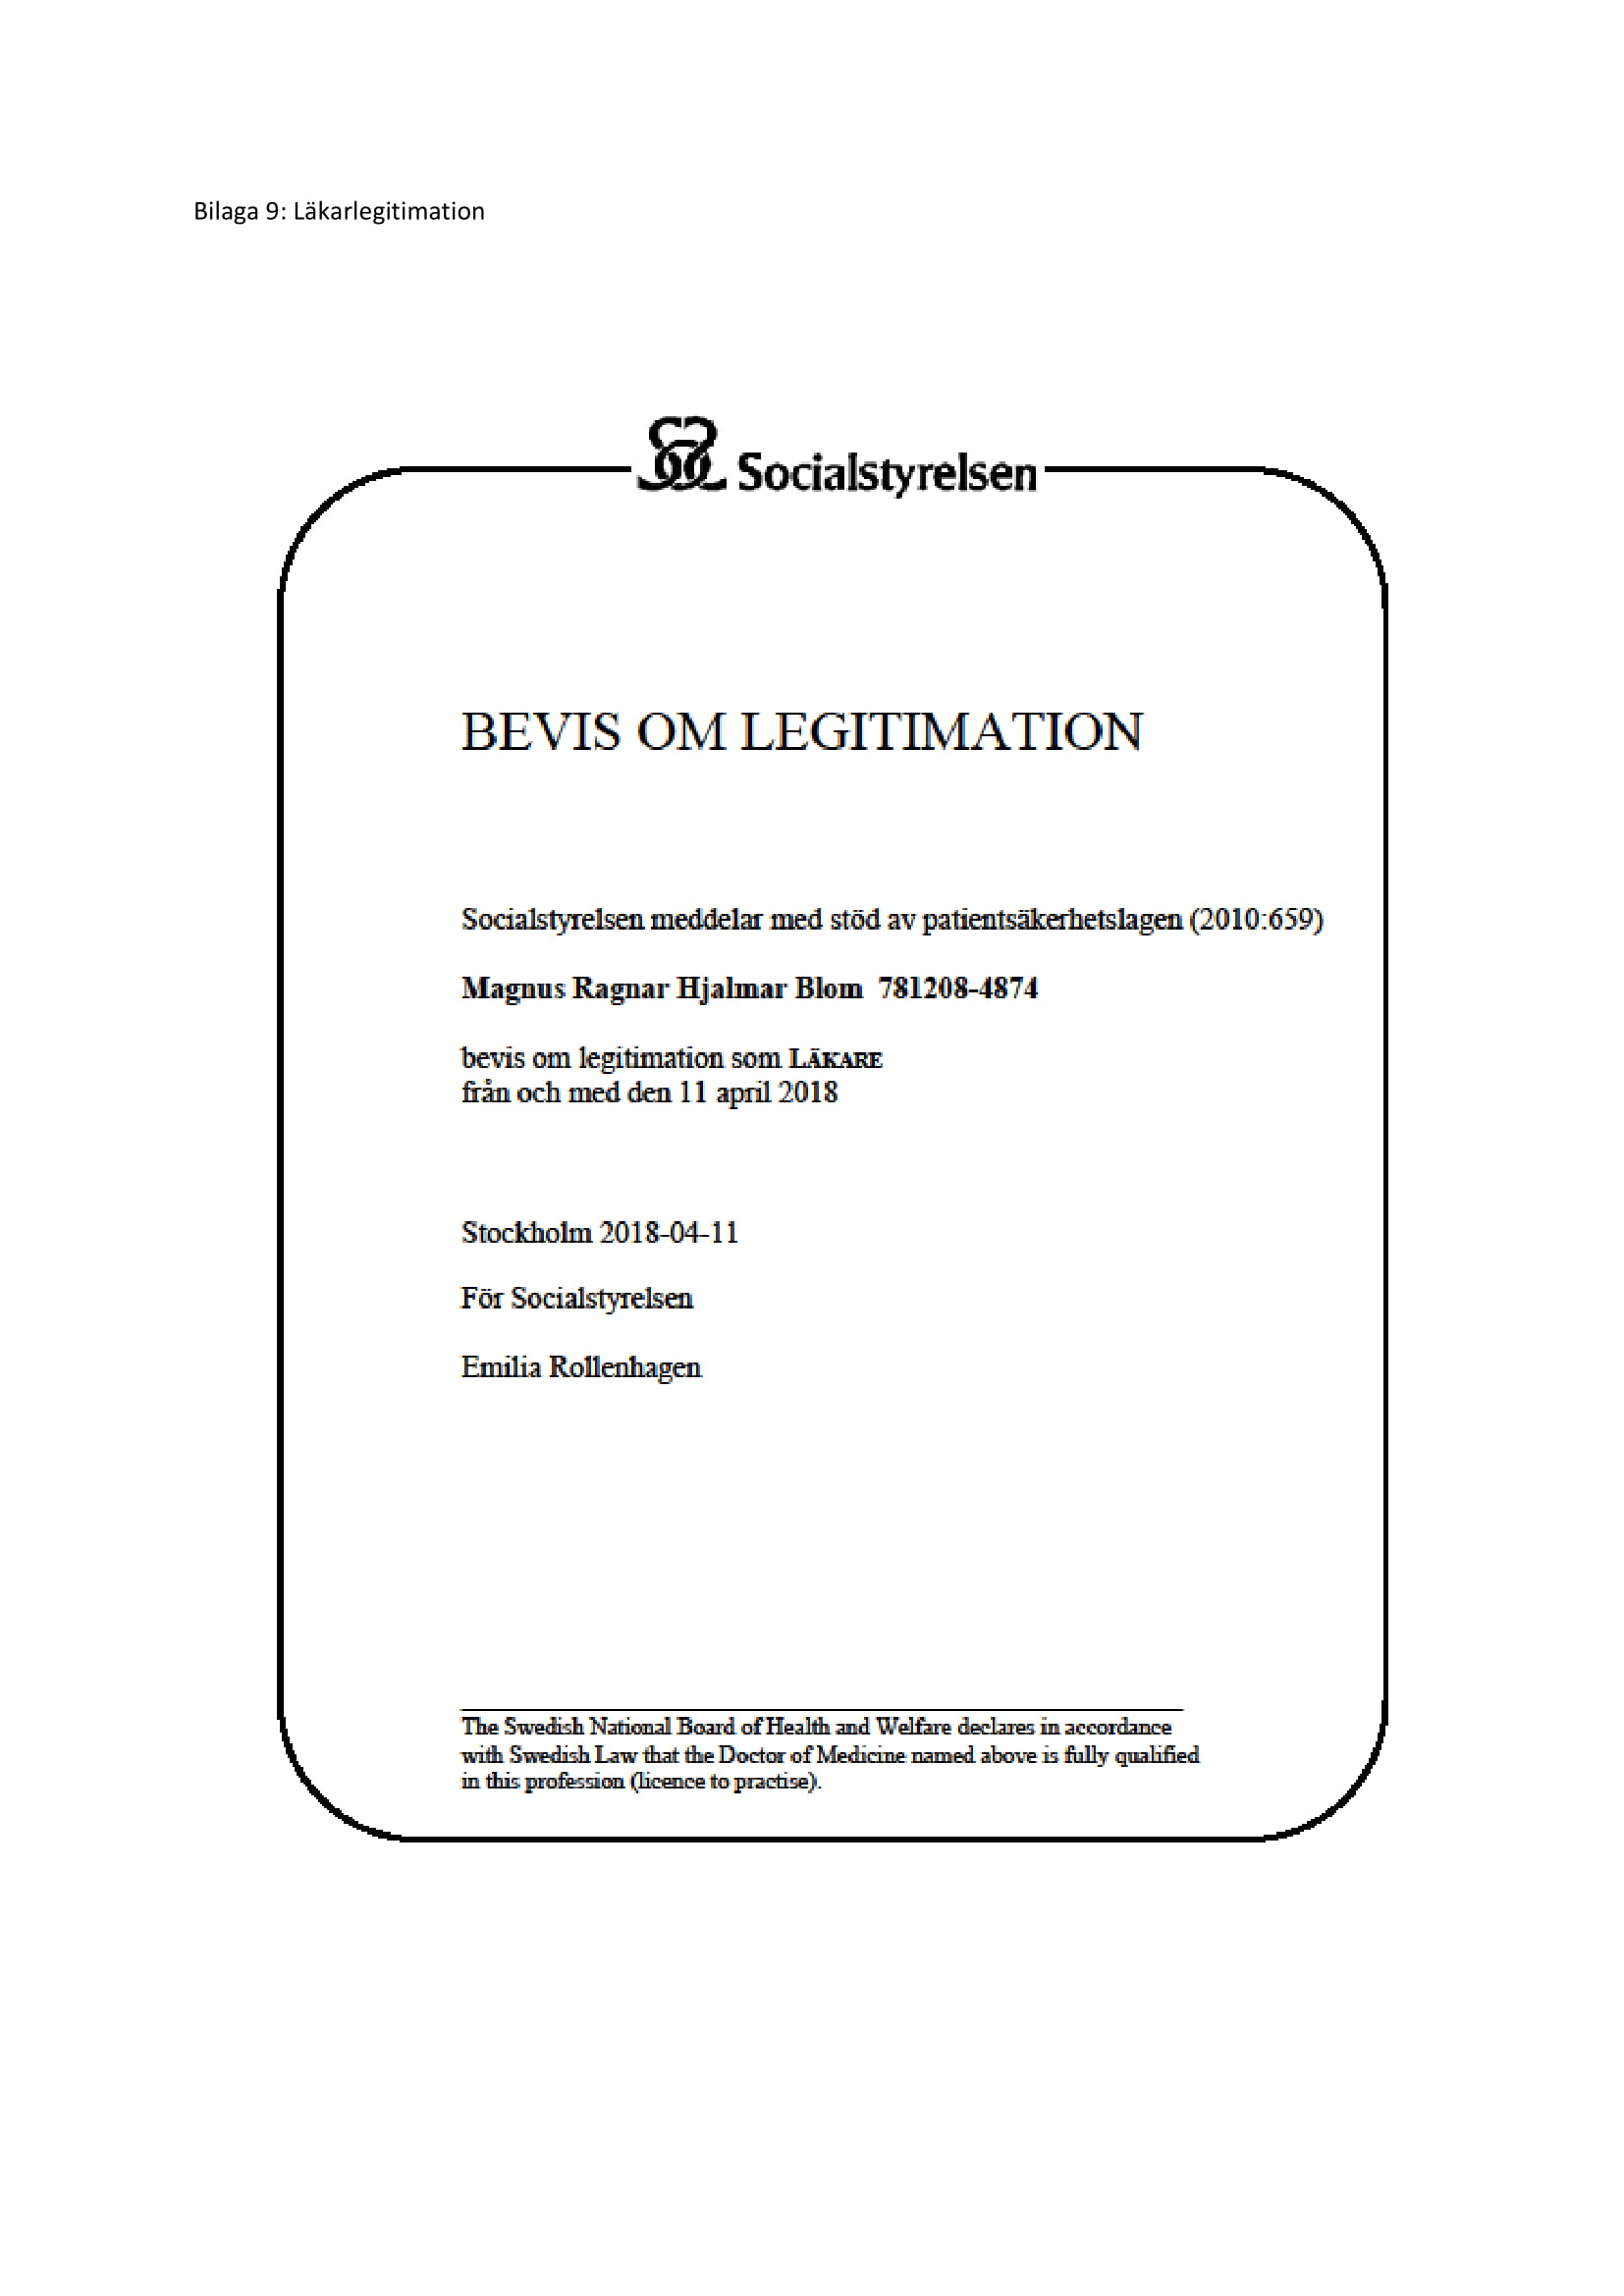 Bilaga 9: Läkarlegitimation
Socialstyrelsen
BEVIS OM LEGITIMATION
Socialstyrelsen meddelar med stöd av patientsäkerhetslagen (2010:659)
Magnus Ragnar Hjalmar Blom 781208-4874
bevis om legitimation som LÄKARE
från och med den 11 april 2018
Stockholm 2018-04-11
För Socialstyrelsen
Emilia Rollenhagen
The Swedish National Board of Health and Welfare declares in accordance
with Swedish Law that the Doctor of Medicine named above is fully qualified
in this profession (licence to practise).